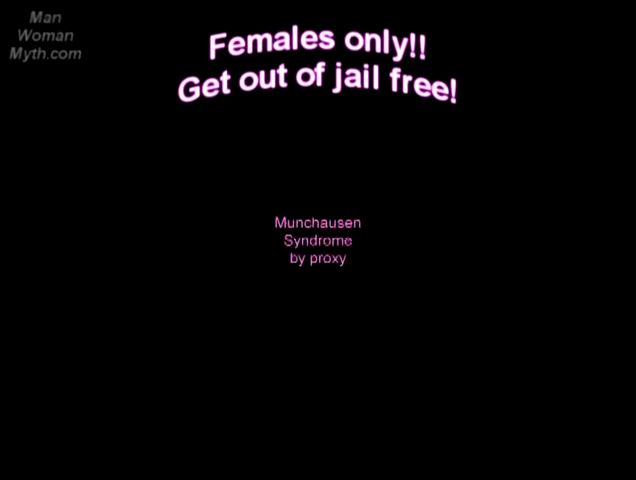 Man
Woman
Myth.com
Females only!!
Get out of jail free!
Munchausen
Syndrome
by proxy